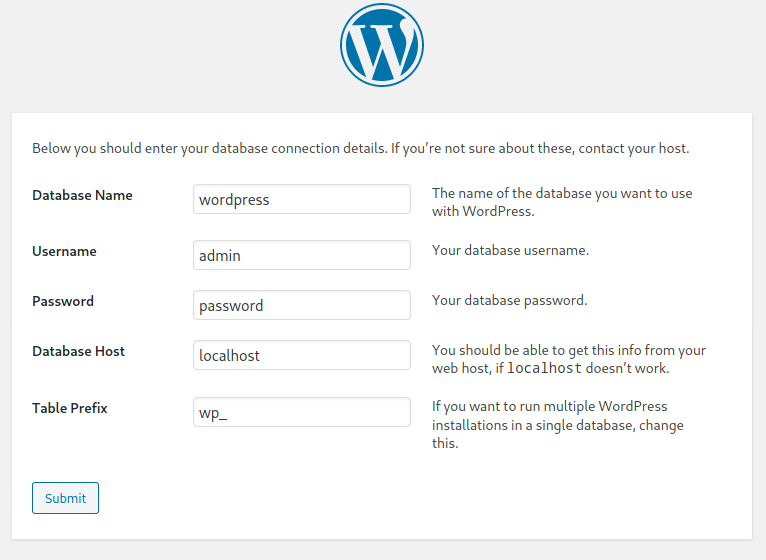 W
Below you should enter your database connection details. If you’re not sure about these, contact your host.
Database Name
wordpress
The name of the database you want to use
with WordPress.
Username
admin
Your database username.
Password
password
Your database password.
Database Host
localhost
You should be able to get this info from your
web host, if localhost doesn’t work.
Table Prefix
wp_
If you want to run multiple WordPress
installations in a single database, change
this.
Submit